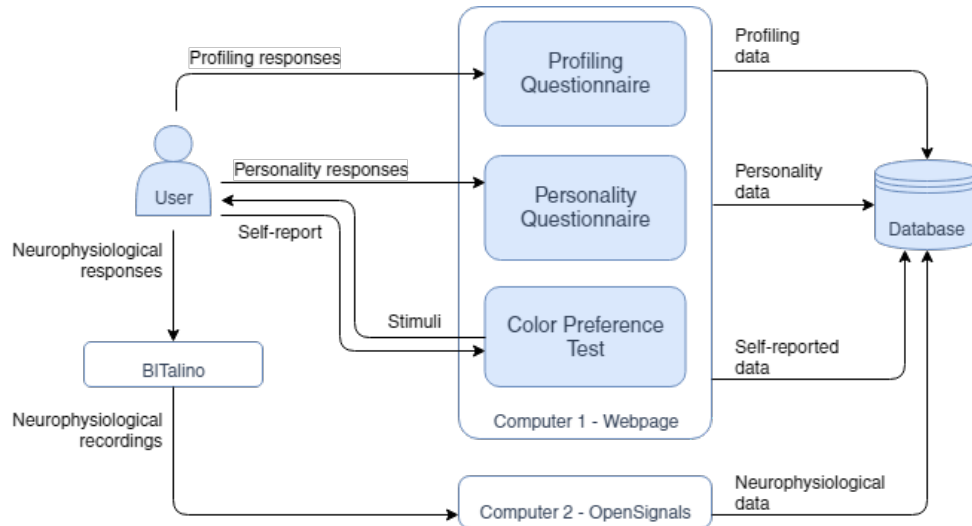 Profiling responses
Profiling
Questionnaire
Profiling
data
User
Personality responses
Personality
Questionnaire
Personality
data
Database
Self-report
Neurophysiological
responses
Stimuli
Color Preference
Test
Self-reported
data
BITalino
Computer 1 - Webpage
Neurophysiological
recordings
Computer 2 - OpenSignals
Neurophysiological
data